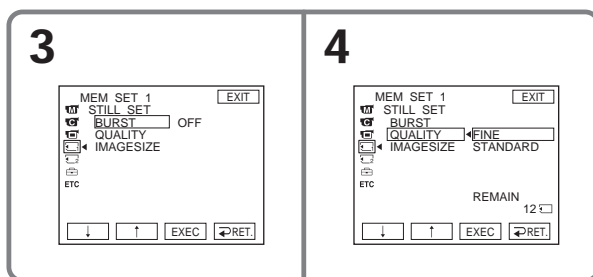 3
MEM SET 1 EXIT
STILL SET
BURST OFF
QUALITY
IMAGESIZE
ETC
↓ ↑ EXEC RET.
4
MEM SET 1 EXIT
STILL SET
BURST
QUALITY FINE
IMAGESIZE STANDARD
ETC
REMAIN
12
↓ ↑ EXEC RET.